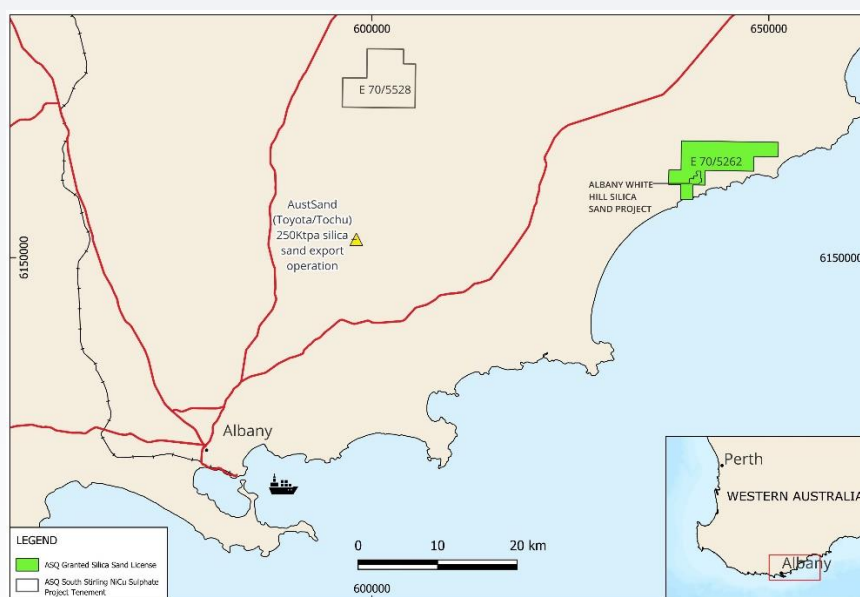 600000
650000
E 70/5528
E 70/5262
ALBANY WHITE
HILL SILICA
SAND PROJECT
AustSand
(Toyota/Tochu)
250Ktpa silica
sand export
operation
6150000
6150000
Albany
Perth
WESTERN AUSTRALIA
Albany
LEGEND
ASQ Granted Silica Sand License
ASQ South Stirling NiCu Sulphate
Project Tenement
0 10 20 km
600000